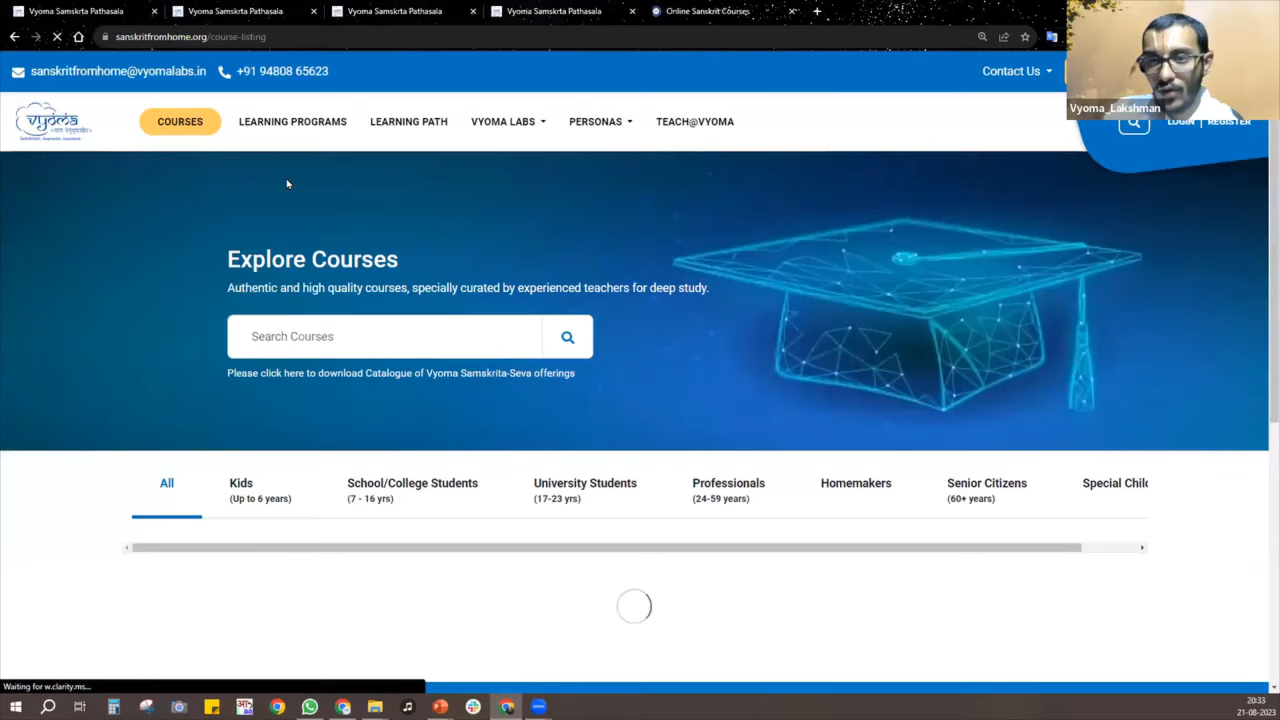 Vyoma Samskrta Pathasala
Vyoma Samskrta Pathasala
Vyoma Samskrta Pathasala
Vyoma Samskrta Pathasala
Online Sanskrit Courses
sanskritfromhome.org/course-listing
sanskritfromhome@vyomalabs.in
+91 94808 65623
Contact Us
Vyoma_Lakshman
vyoma
COURSES
LEARNING PROGRAMS
LEARNING PATH
VYOMA LABS
PERSONAS
TEACH@VYOMA
LOGIN | REGISTER
Explore Courses
Authentic and high quality courses, specially curated by experienced teachers for deep study.
Search Courses
Please click here to download Catalogue of Vyoma Samskrita-Seva offerings
All
Kids
(Up to 6 years)
School/College Students
(7 - 16 yrs)
University Students
(17-23 yrs)
Professionals
(24-59 years)
Homemakers
Senior Citizens
(60+ years)
Special Chilc
Waiting for w.clarity.ms...
20:33
21-08-2023